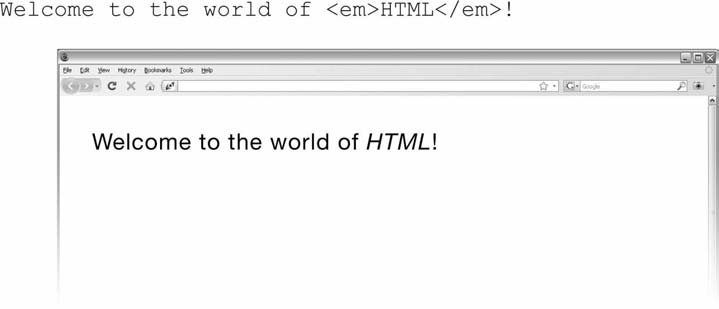 Welcome to the world of <em>HTML</em>!
File Edit View History Bookmarks Tools Help
Google
Welcome to the world of HTML!